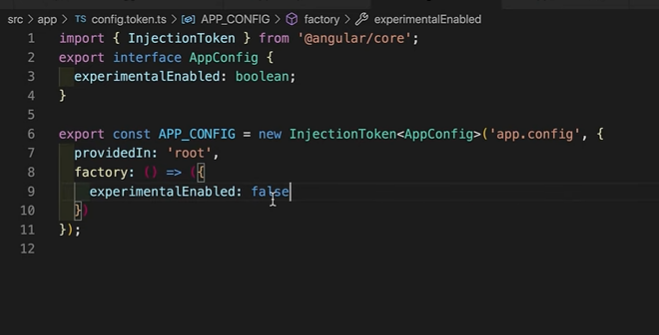 src > app > TS config.token.ts > APP_CONFIG > factory > experimentalEnabled
1 import { InjectionToken } from '@angular/core';
2 export interface AppConfig {
3   experimentalEnabled: boolean;
4 }
5
6 export const APP_CONFIG = new InjectionToken<AppConfig>('app.config', {
7   providedIn: 'root',
8   factory: () => ({
9     experimentalEnabled: false
10   })
11 });
12